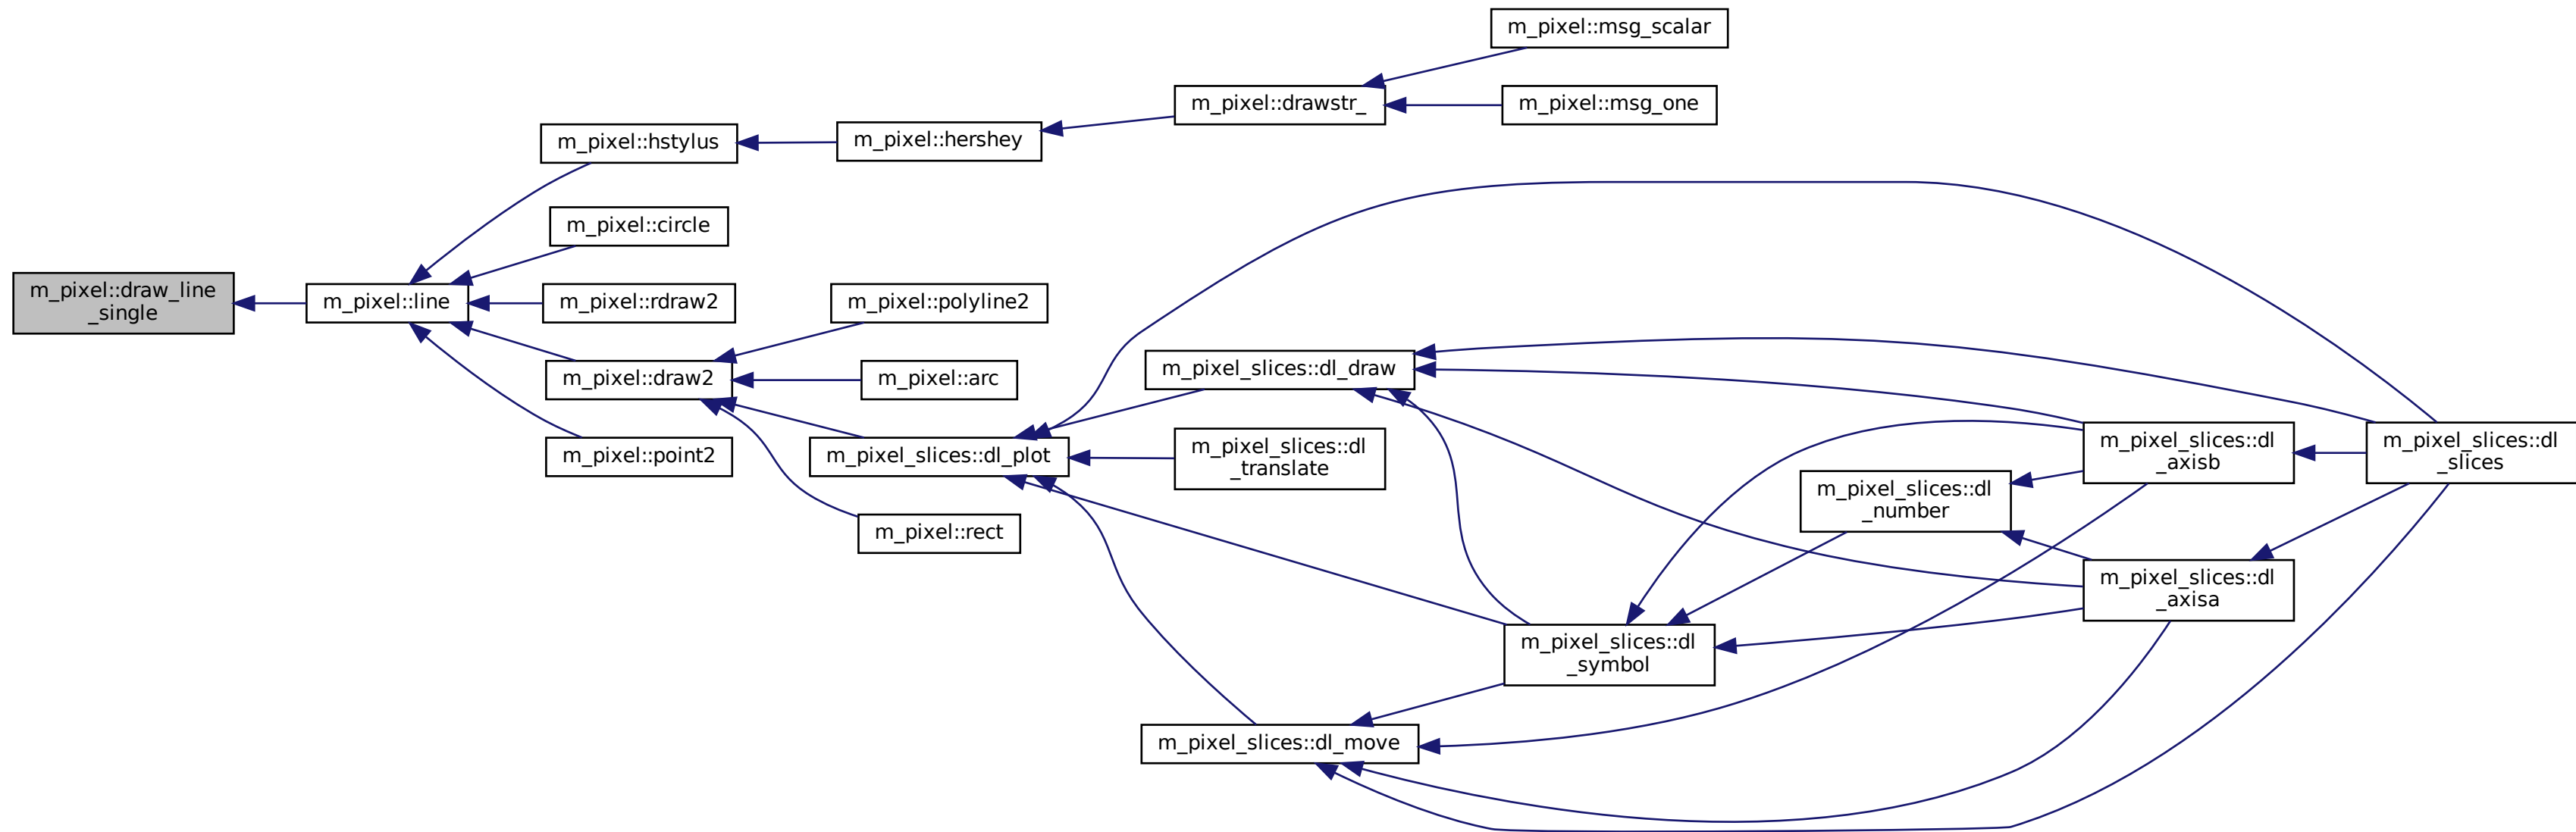 m_pixel::msg_scalar
m_pixel::drawstr_
m_pixel::msg_one
m_pixel::hstylus
m_pixel::hershey
m_pixel::circle
m_pixel::draw_line
_single
m_pixel::line
m_pixel::rdraw2
m_pixel::polyline2
m_pixel::draw2
m_pixel::arc
m_pixel_slices::dl_draw
m_pixel::point2
m_pixel_slices::dl_plot
m_pixel_slices::dl
_translate
m_pixel::rect
m_pixel_slices::dl
_axisb
m_pixel_slices::dl
_slices
m_pixel_slices::dl
_number
m_pixel_slices::dl
_axisa
m_pixel_slices::dl
_symbol
m_pixel_slices::dl_move